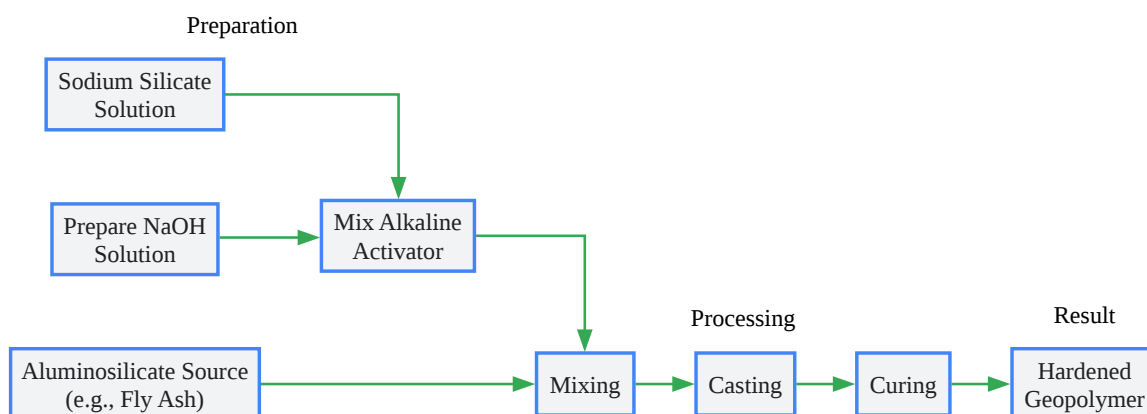 Preparation
Sodium Silicate
Solution
Prepare NaOH
Solution
Mix Alkaline
Activator
Processing
Result
Aluminosilicate Source
(e.g., Fly Ash)
Mixing
Casting
Curing
Hardened
Geopolymer